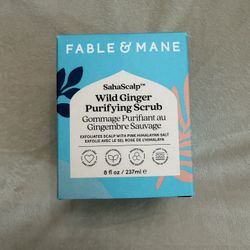 FABLE & MANE
SahaScalp™
Wild Ginger
Purifying Scrub
Gommage Purifiant au
Gingembre Sauvage
EXFOLIATES SCALP WITH PINK HIMALAYAN SALT
EXFOLIE AVEC LE SEL ROSE DE L'HIMALAYA
8 fl oz / 237ml ℮